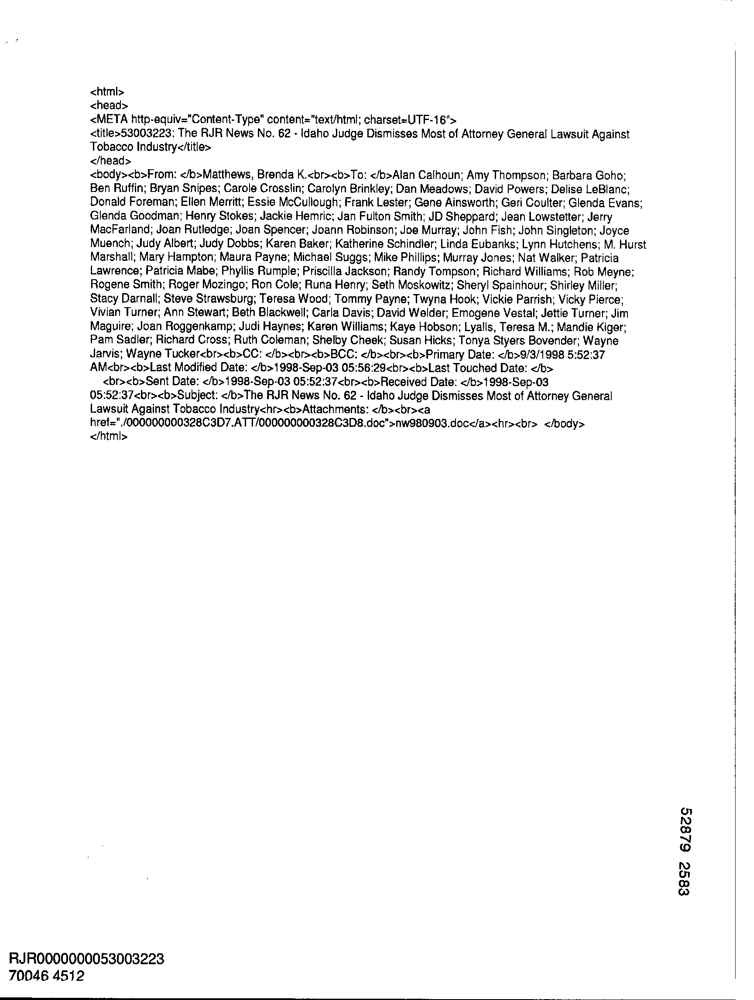 <html>
<head>
<META http-equiv="Content-Type" content="text/html; charset=UTF-16">
<title>53003223: The RJR News No. 62 - Idaho Judge Dismisses Most of Attorney General Lawsuit Against
Tobacco Industry</title>
</head>
<body><b>From: </b>Matthews, Brenda K.<br><b>To: </b>Alan Calhoun; Amy Thompson; Barbara Goho;
Ben Ruffin; Bryan Snipes; Carole Crosslin; Carolyn Brinkley; Dan Meadows; David Powers; Delise LeBlanc;
Donald Foreman; Ellen Merritt; Essie McCullough; Frank Lester; Gene Ainsworth; Geri Coulter; Glenda Evans;
Glenda Goodman; Henry Stokes; Jackie Hemric; Jan Fulton Smith; JD Sheppard; Jean Lowstetter; Jerry
MacFarland; Joan Rutledge; Joan Spencer; Joann Robinson; Joe Murray; John Fish; John Singleton; Joyce
Muench; Judy Albert; Judy Dobbs; Karen Baker; Katherine Schindler; Linda Eubanks; Lynn Hutchens; M. Hurst
Marshall; Mary Hampton; Maura Payne; Michael Suggs; Mike Phillips; Murray Jones; Nat Walker; Patricia
Lawrence; Patricia Mabe; Phyllis Rumple; Priscilla Jackson; Randy Tompson; Richard Williams; Rob Meyne;
Rogene Smith; Roger Mozingo; Ron Cole; Runa Henry; Seth Moskowitz; Sheryl Spainhour; Shirley Miller;
Stacy Darnall; Steve Strawsburg; Teresa Wood; Tommy Payne; Twyna Hook; Vickie Parrish; Vicky Pierce;
Vivian Turner; Ann Stewart; Beth Blackwell; Carla Davis; David Welder; Emogene Vestal; Jettie Turner; Jim
Maguire; Joan Roggenkamp; Judi Haynes; Karen Williams; Kaye Hobson; Lyalls, Teresa M.; Mandie Kiger;
Pam Sadler; Richard Cross; Ruth Coleman; Shelby Cheek; Susan Hicks; Tonya Styers Bovender; Wayne
Jarvis; Wayne Tucker<br><b>CC: </b><br><b>BCC: </b><br><b>Primary Date: </b>9/3/1998 5:52:37
AM<br><b>Last Modified Date: </b>1998-Sep-03 05:56:29<br><b>Last Touched Date: </b>
<br><b>Sent Date: </b>1998-Sep-03 05:52:37<br><b>Received Date: </b>1998-Sep-03
05:52:37<br><b>Subject: </b>The RJR News No. 62 - Idaho Judge Dismisses Most of Attorney General
Lawsuit Against Tobacco Industry<hr><b>Attachments: </b><br><a
href="./000000000328C3D7.ATT/000000000328C3D8.doc">nw980903.doc</a><hr><br> </body>
</html>
52879 2583
RJR0000000053003223
70046 4512